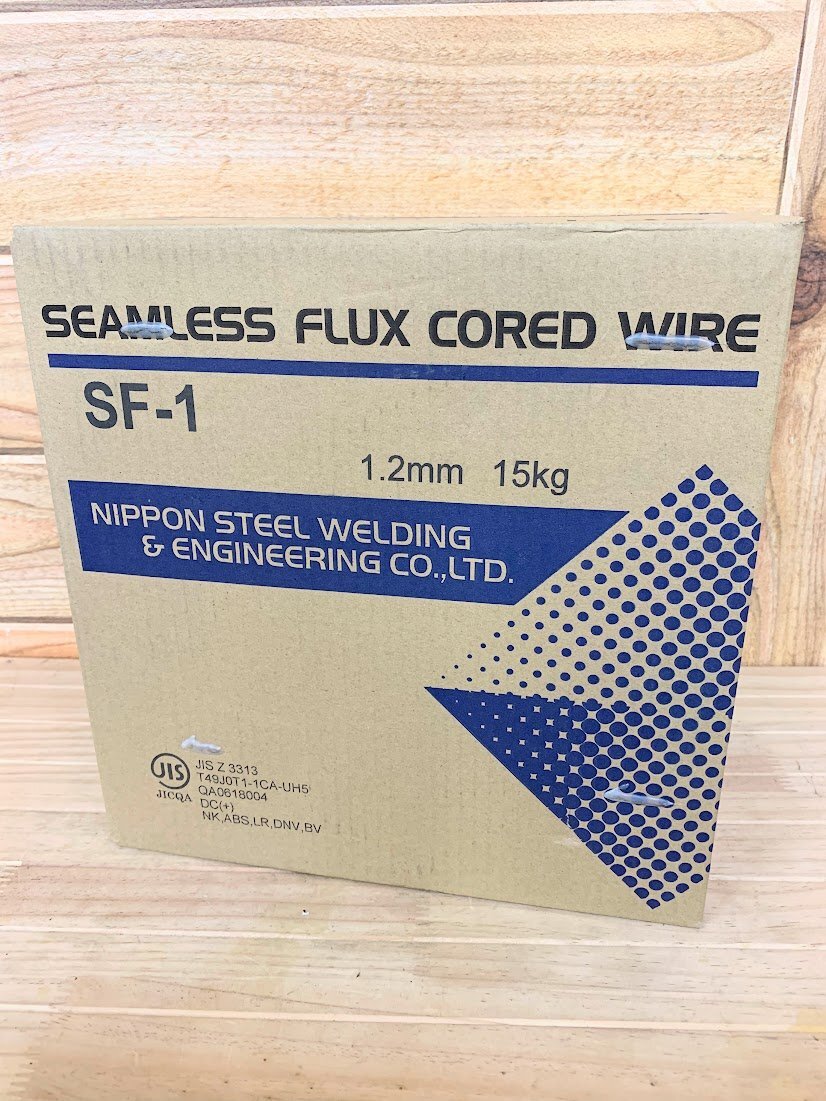 SEAMLESS FLUX CORED WIRE
SF-1
1.2mm 15kg
NIPPON STEEL WELDING
& ENGINEERING CO.,LTD.
JIS
JICQA
JIS Z 3313
T49J0T1-1CA-UH5
QA0618004
DC(+)
NK,ABS,LR,DNV,BV